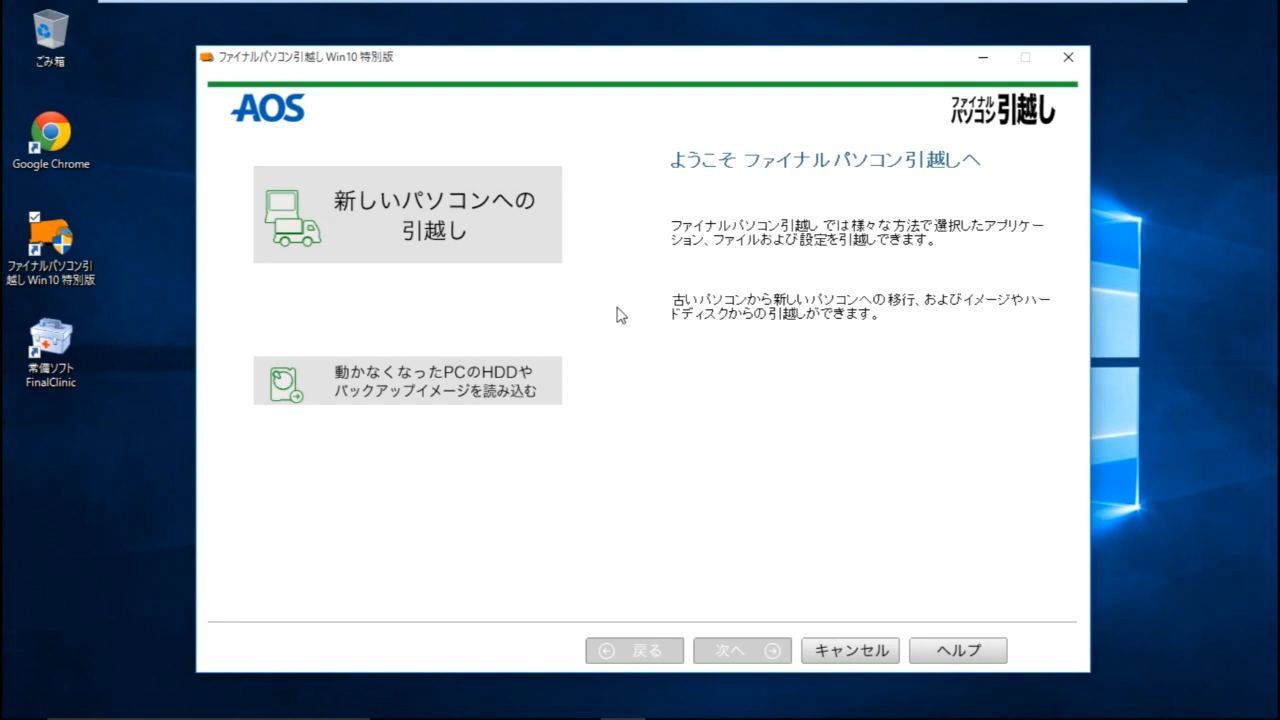 ごみ箱
Google Chrome
ファイナルパソコン引
越し Win10 特別版
常備ソフト
FinalClinic
ファイナルパソコン引越し Win10 特別版
AOS
ファイナル
パソコン引越し
新しいパソコンへの
引越し
動かなくなったPCのHDDや
バックアップイメージを読み込む
ようこそ ファイナルパソコン引越しへ
ファイナルパソコン引越し では様々な方法で選択したアプリケー
ション、ファイルおよび設定を引越しできます。
古いパソコンから新しいパソコンへの移行、およびイメージやハー
ドディスクからの引越しができます。
戻る
次へ
キャンセル
ヘルプ